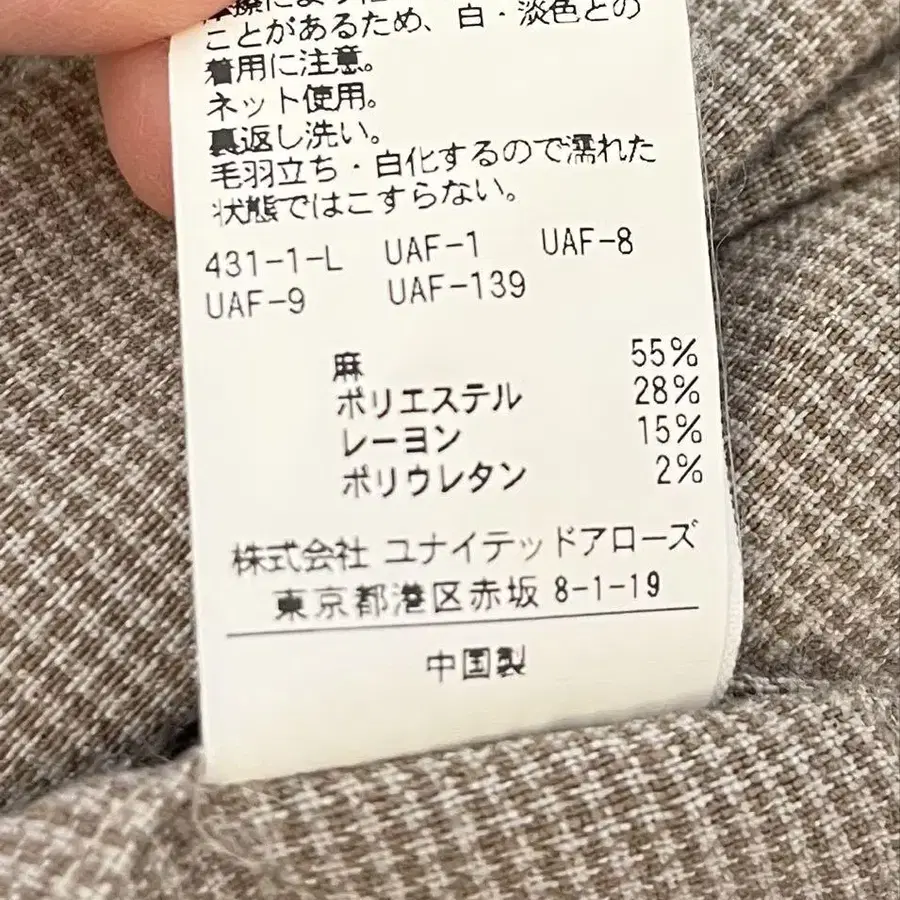 ことがあるため、白・淡色との
着用に注意。
ネット使用。
裏返し洗い。
毛羽立ち・白化するので濡れた
状態ではこすらない。
431-1-L UAF-1 UAF-8
UAF-9 UAF-139
麻 55%
ポリエステル 28%
レーヨン 15%
ポリウレタン 2%
株式会社 ユナイテッドアローズ
東京都港区赤坂 8-1-19
中国製